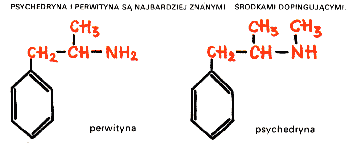 PSYCHEDRYNA I PERWITYNA SĄ NAJBARDZIEJ ZNANYMI ŚRODKAMI DOPINGUJĄCYMI.
CH3
CH2-CH-NH2
perwityna
CH3 CH3
CH2-CH-NH
psychedryna